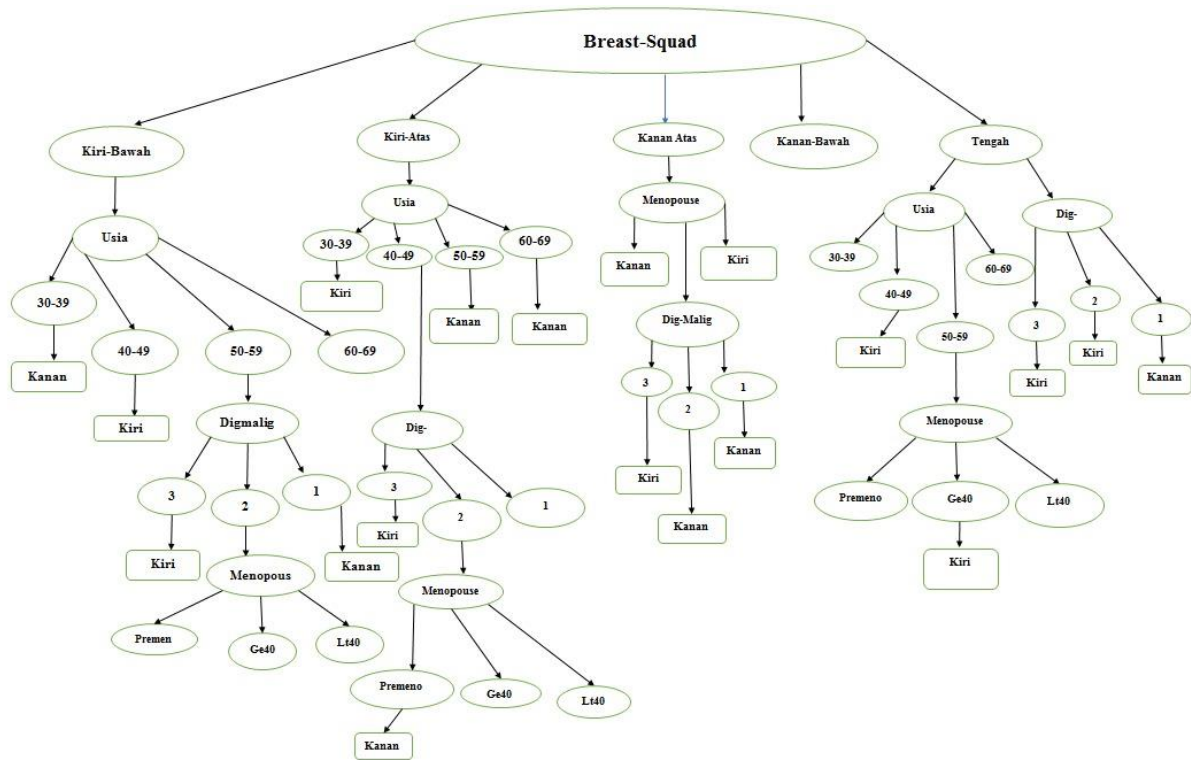 Breast-Squad
Kiri-Bawah
Kiri-Atas
Kanan Atas
Kanan-Bawah
Tengah
Usia
30-39
40-49
50-59
60-69
Kanan
Kiri
Digmalig
3
2
1
Kiri
Kanan
Menopous
Premen
Ge40
Lt40
Usia
30-39
40-49
50-59
60-69
Kiri
Kanan
Kanan
Dig-
3
2
1
Kiri
Menopouse
Premeno
Ge40
Lt40
Kanan
Menopouse
Kanan
Kiri
Dig-Malig
3
2
1
Kiri
Kanan
Kanan
Usia
30-39
40-49
50-59
60-69
Kiri
Menopouse
Premeno
Ge40
Lt40
Kiri
Dig-
3
2
1
Kiri
Kiri
Kanan